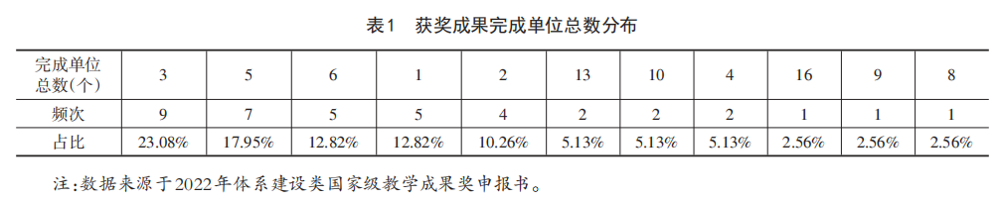 表1 获奖成果完成单位总数分布
完成单位总数(个) 3 5 6 1 2 13 10 4 16 9 8
频次 9 7 5 5 4 2 2 2 1 1 1
占比 23.08% 17.95% 12.82% 12.82% 10.26% 5.13% 5.13% 5.13% 2.56% 2.56% 2.56%
注:数据来源于2022年体系建设类国家级教学成果奖申报书。